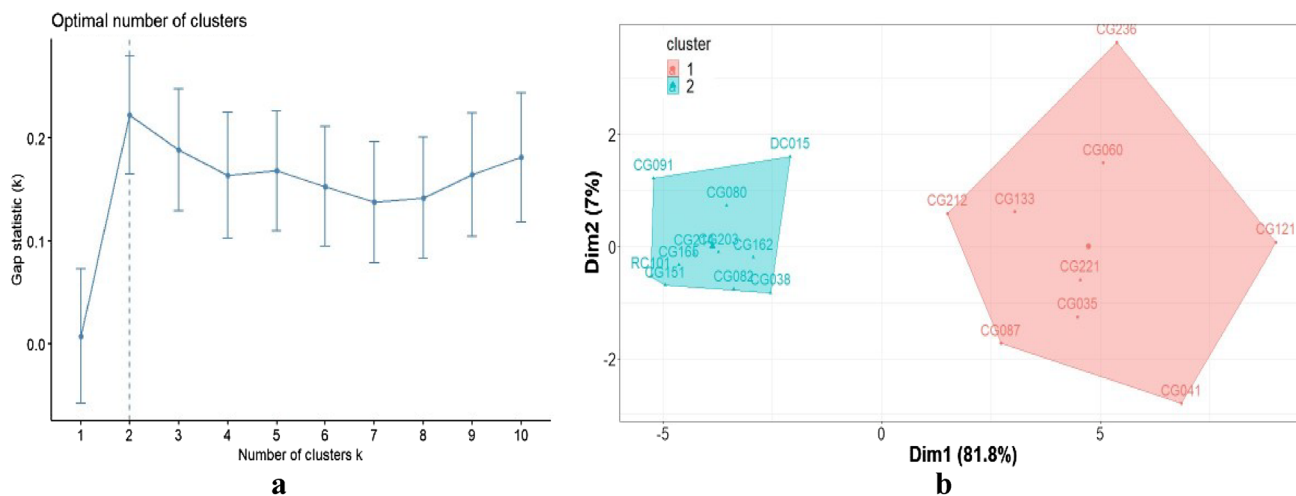 Optimal number of clusters
Gap statistic (k)
0.2
0.1
0.0
1 2 3 4 5 6 7 8 9 10
Number of clusters k
a
cluster
1
2
Dim2 (7%)
2
0
-2
CG236
DC015
CG091
CG060
CG080
CG212
CG133
CG121
CG203
CG162
CG166
RC101
CG151
CG082
CG038
CG221
CG035
CG087
CG041
-5 0 5
Dim1 (81.8%)
b